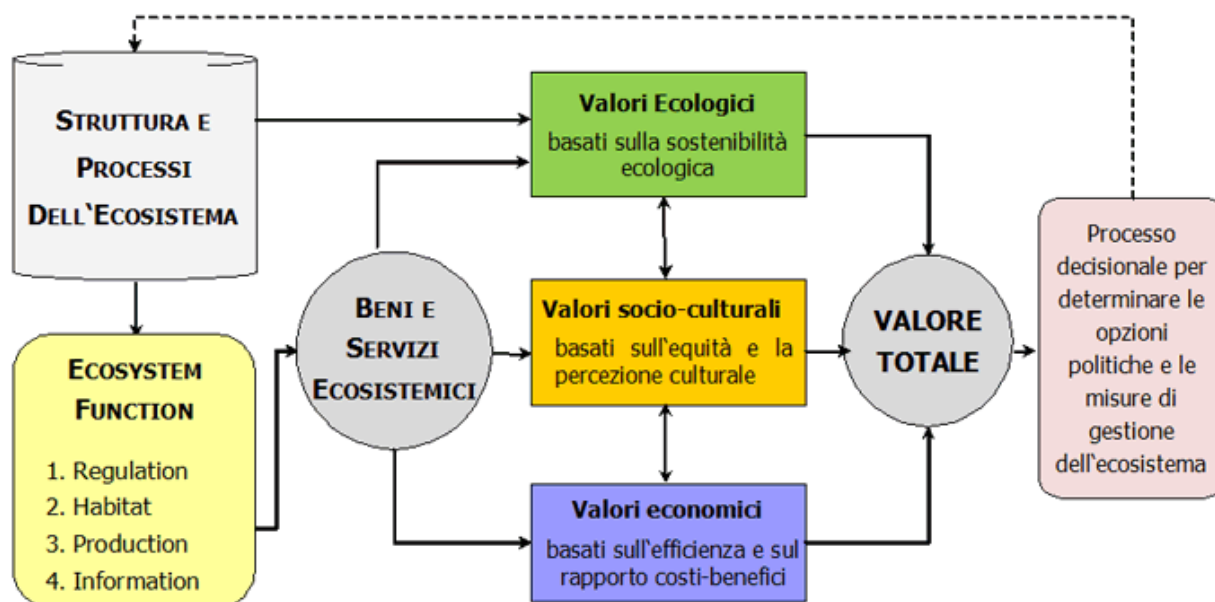 STRUTTURA E
PROCESSI
DELL‛ECOSISTEMA
ECOSYSTEM
FUNCTION
1. Regulation
2. Habitat
3. Production
4. Information
BENI E
SERVIZI
ECOSISTEMICI
Valori Ecologici
basati sulla sostenibilità
ecologica
Valori socio-culturali
basati sull'equità e la
percezione culturale
Valori economici
basati sull'efficienza e sul
rapporto costi-benefici
VALORE
TOTALE
Processo
decisionale per
determinare le
opzioni
politiche e le
misure di
gestione
dell'ecosistema